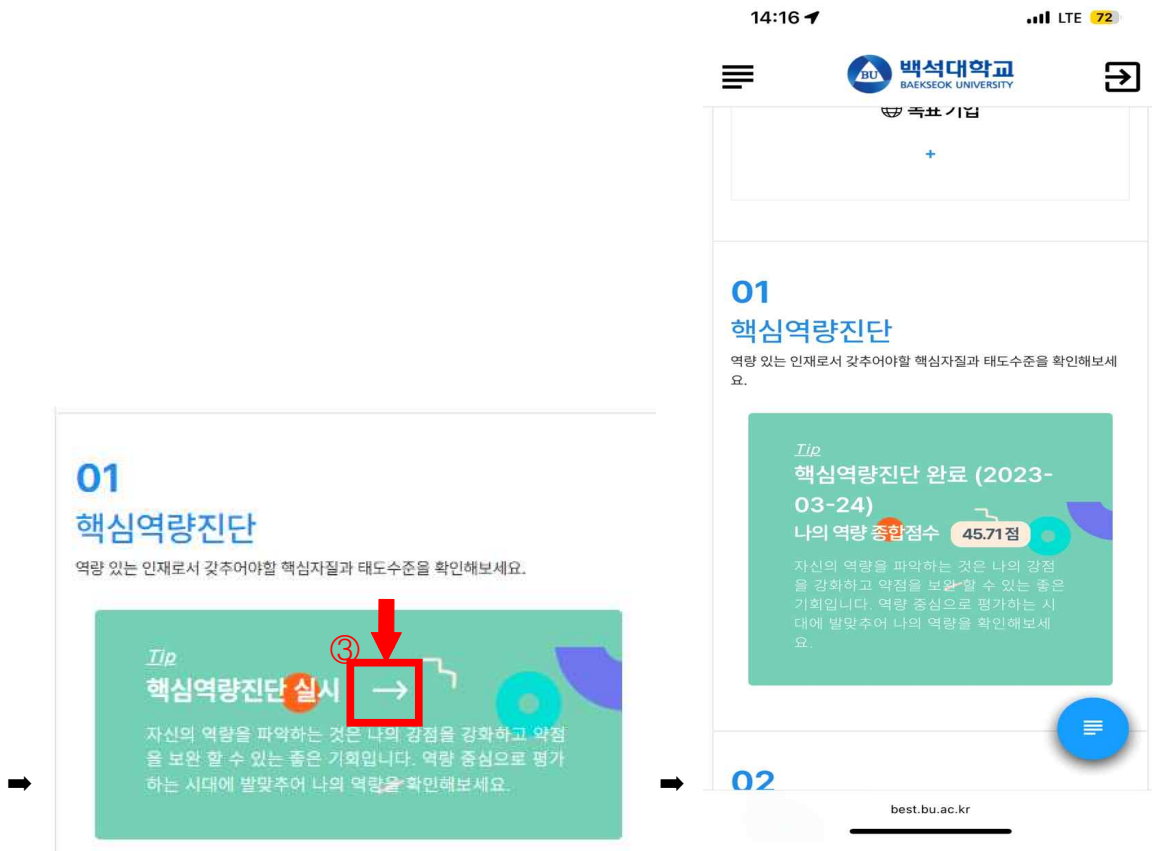 01
핵심역량진단
역량 있는 인재로서 갖추어야할 핵심자질과 태도수준을 확인해보세요.
③
Tip
핵심역량진단 실시 →
자신의 역량을 파악하는 것은 나의 강점을 강화하고 약점
을 보완 할 수 있는 좋은 기회입니다. 역량 중심으로 평가
하는 시대에 발맞추어 나의 역량을 확인해보세요.
➡
14:16
LTE 72
BU 백석대학교
BAEKSEOK UNIVERSITY
목표 기업
+
01
핵심역량진단
역량 있는 인재로서 갖추어야할 핵심자질과 태도수준을 확인해보세
요.
Tip
핵심역량진단 완료 (2023-
03-24)
나의 역량 종합점수 45.71점
자신의 역량을 파악하는 것은 나의 강점
을 강화하고 약점을 보완 할 수 있는 좋은
기회입니다. 역량 중심으로 평가하는 시
대에 발맞추어 나의 역량을 확인해보세
요.
➡
02
best.bu.ac.kr